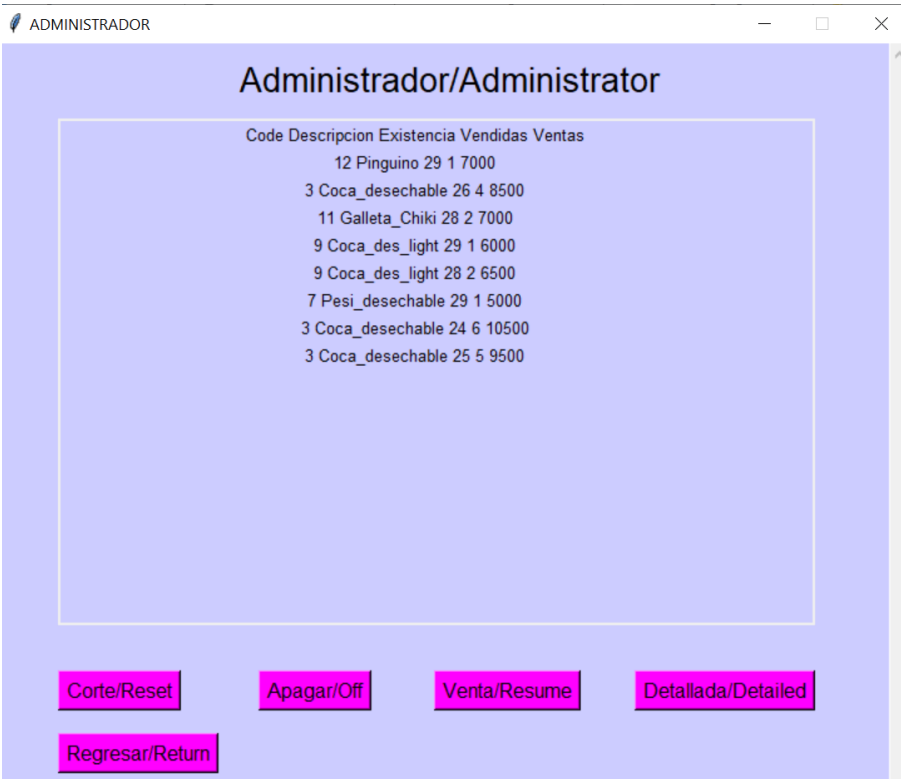 ADMINISTRADOR
Administrador/Administrator
Code Descripcion Existencia Vendidas Ventas
12 Pinguino 29 1 7000
3 Coca_desechable 26 4 8500
11 Galleta_Chiki 28 2 7000
9 Coca_des_light 29 1 6000
9 Coca_des_light 28 2 6500
7 Pesi_desechable 29 1 5000
3 Coca_desechable 24 6 10500
3 Coca_desechable 25 5 9500
Corte/Reset Apagar/Off Venta/Resume Detallada/Detailed
Regresar/Return